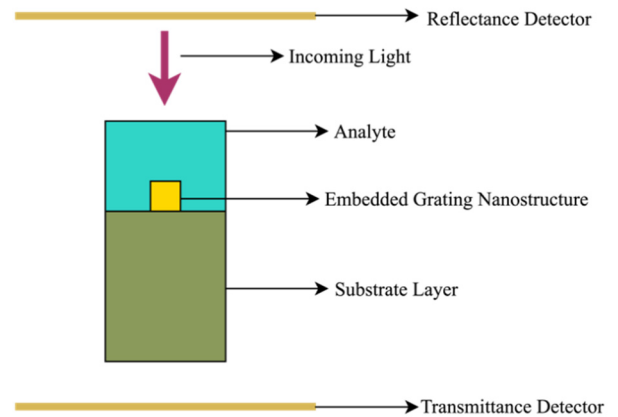 Reflectance Detector
Incoming Light
Analyte
Embedded Grating Nanostructure
Substrate Layer
Transmittance Detector